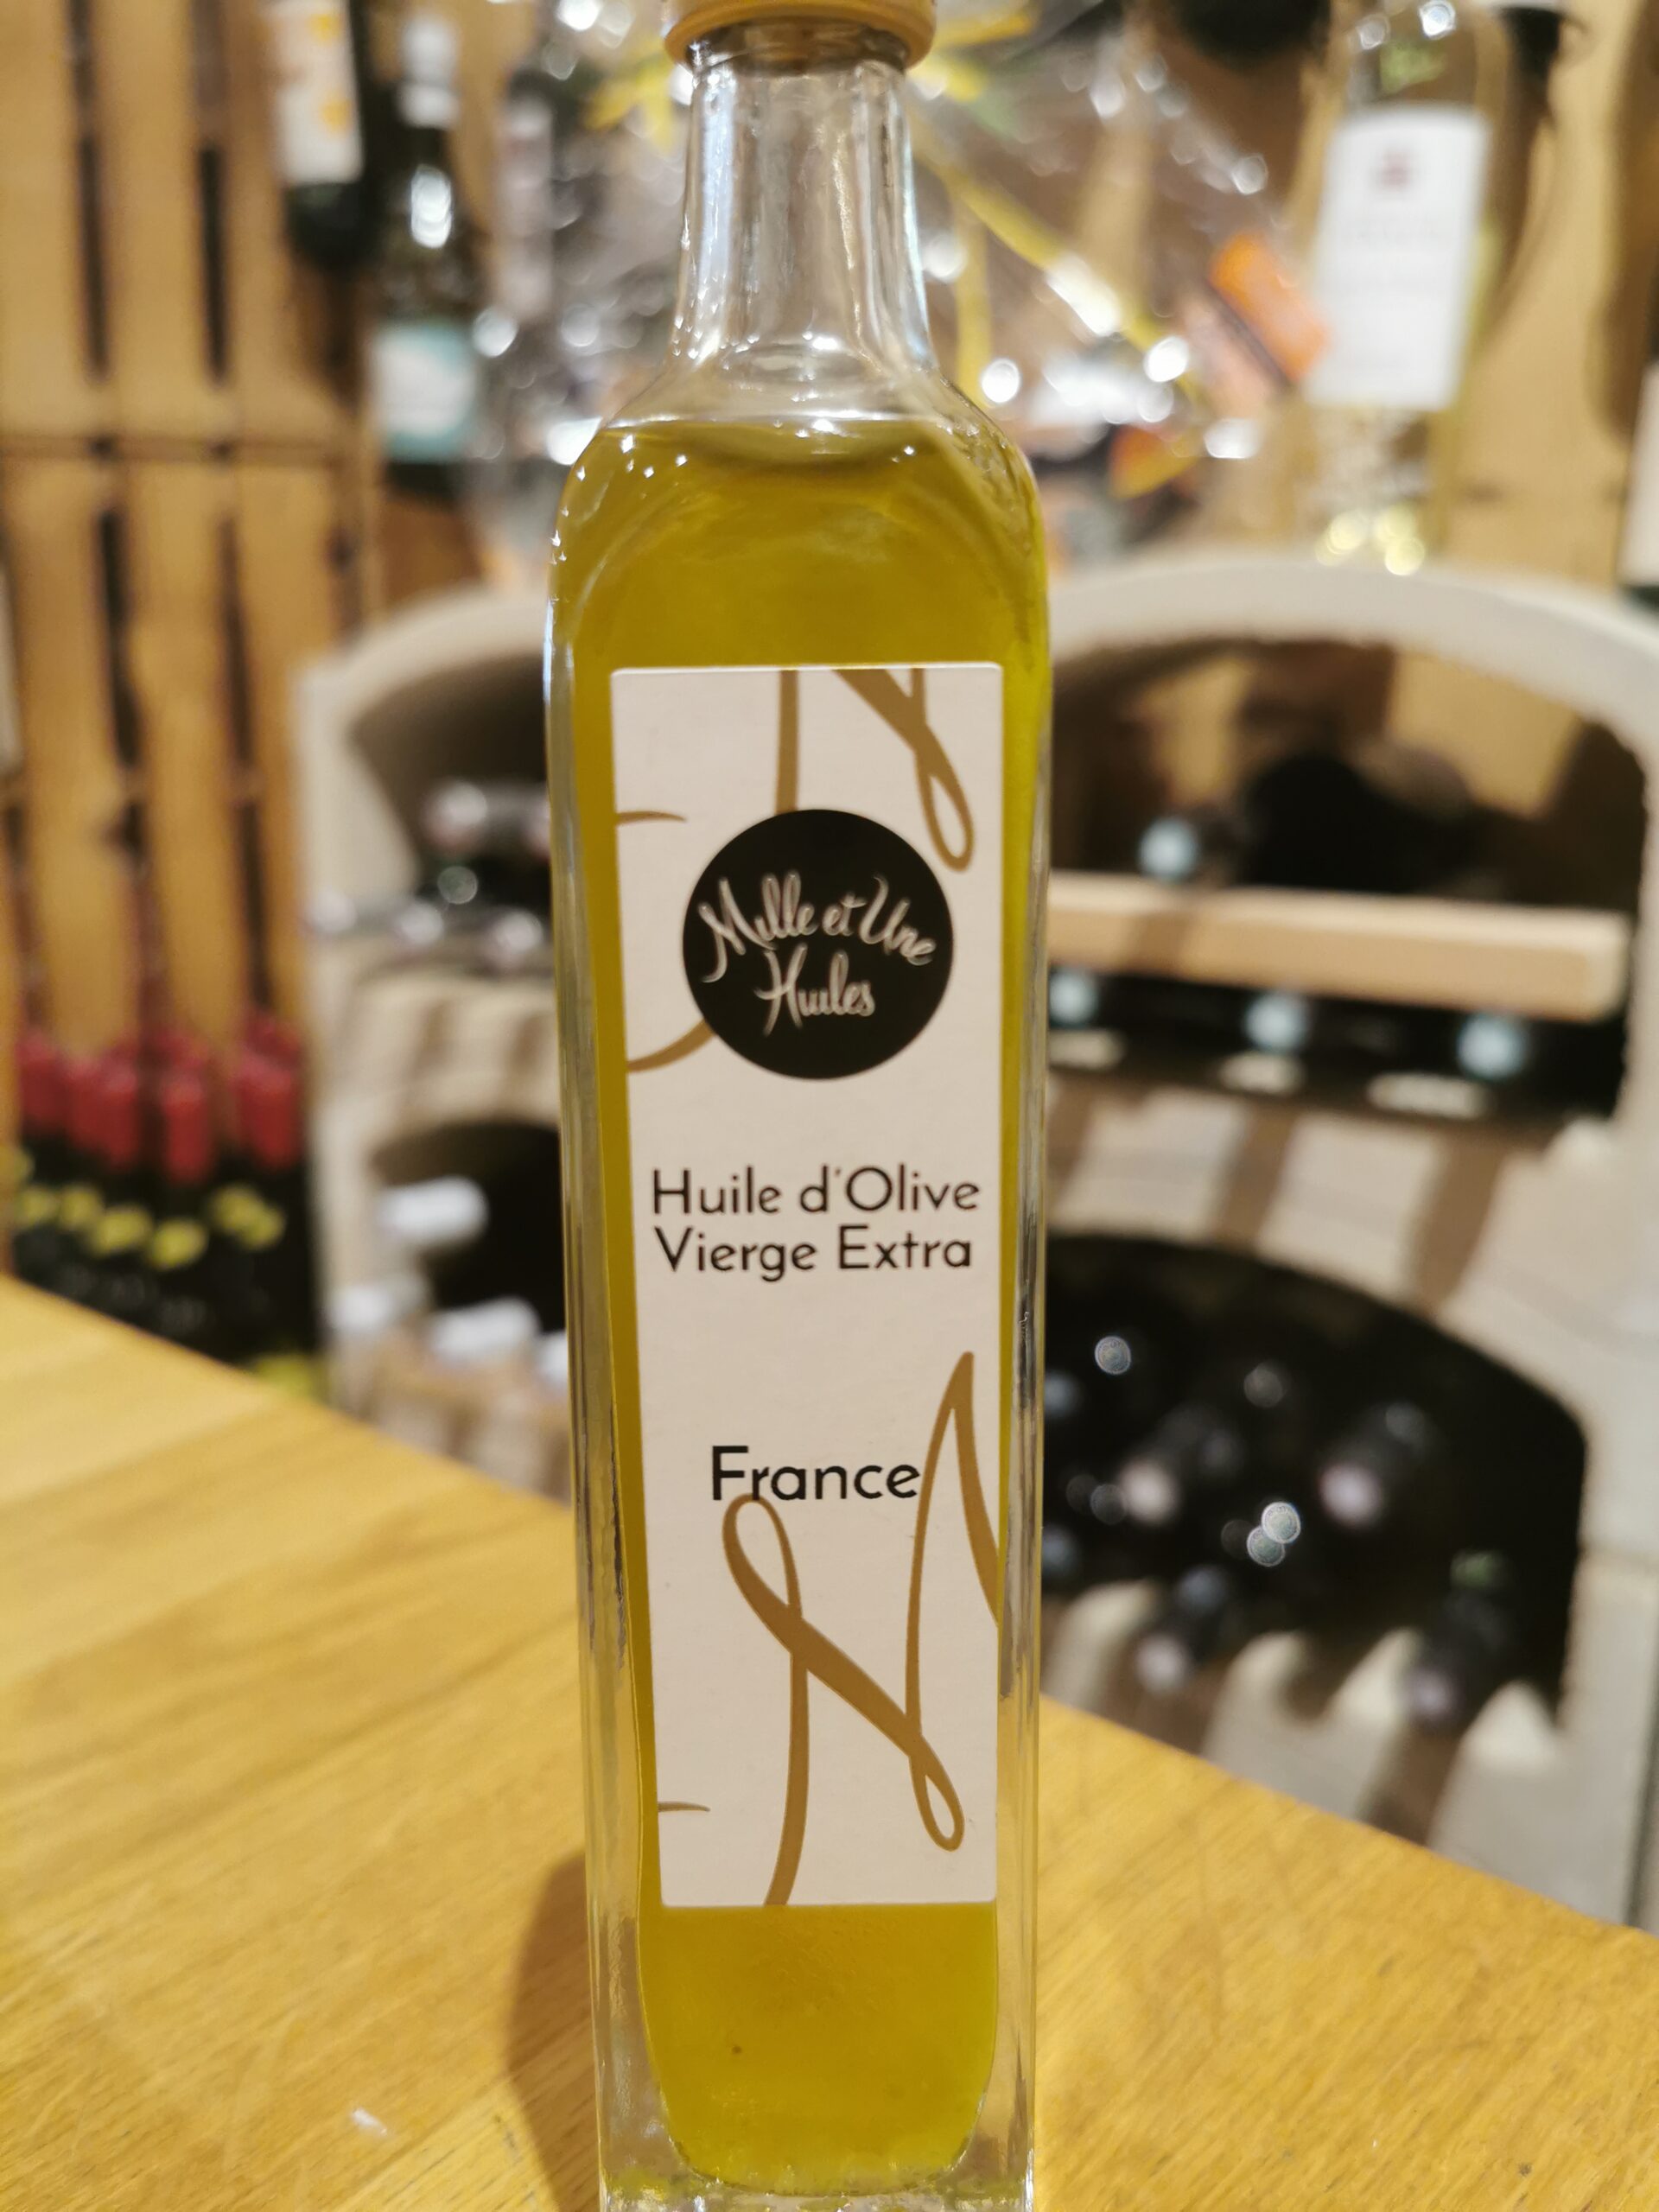 Mille et Une
Huiles
Huile d'Olive
Vierge Extra
France